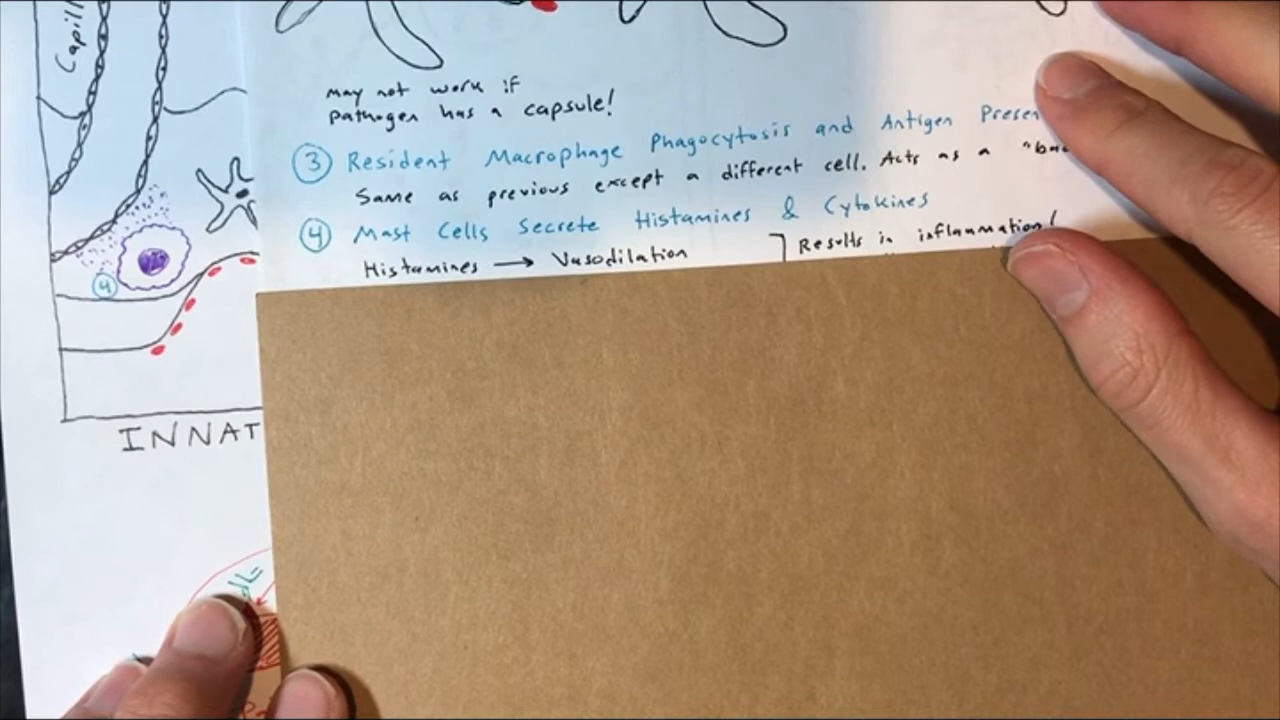 Capill
may not work if
pathogen has a capsule!
③ Resident Macrophage Phagocytosis and Antigen Presen
Same as previous except a different cell. Acts as a "ba
④ Mast Cells Secrete Histamines & Cytokines
Histamines → Vasodilation
Results in inflammation!
④
INNAT